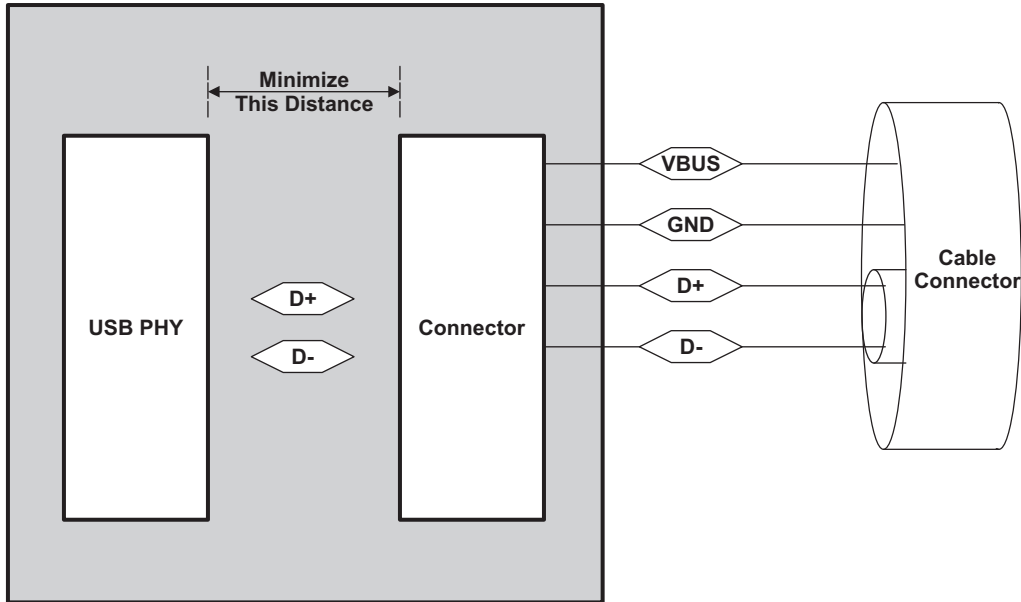 Minimize
This Distance
USB PHY
D+
D-
Connector
VBUS
GND
D+
D-
Cable
Connector